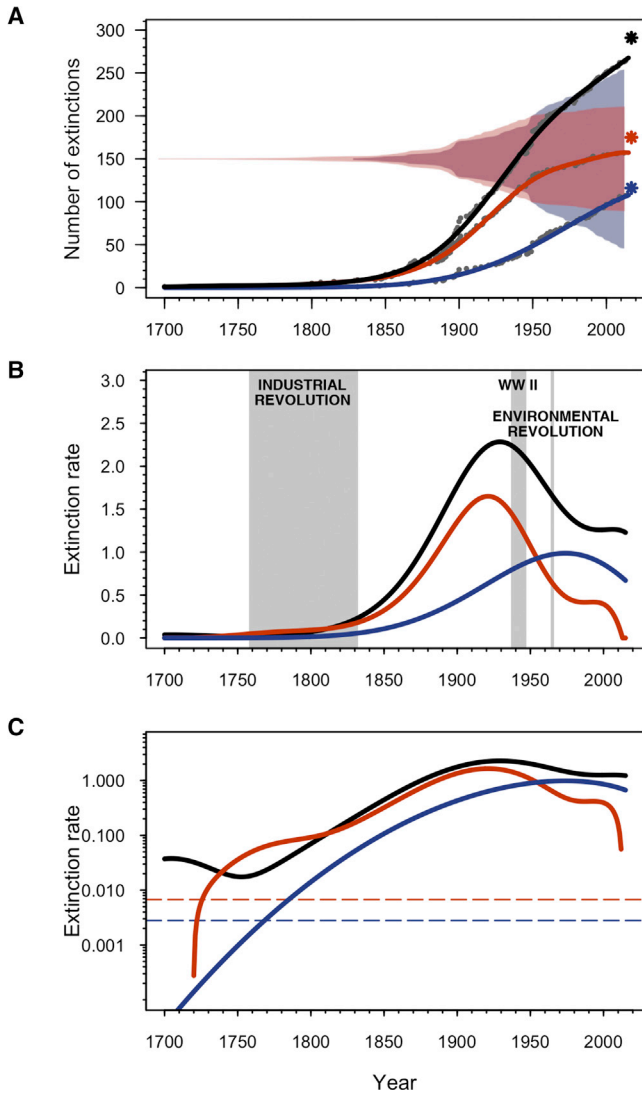 A
300
250
200
150
100
50
0
Number of extinctions
1700 1750 1800 1850 1900 1950 2000
B
3.0
2.5
2.0
1.5
1.0
0.5
0.0
Extinction rate
INDUSTRIAL
REVOLUTION
WW II
ENVIRONMENTAL
REVOLUTION
1700 1750 1800 1850 1900 1950 2000
C
1.000
0.100
0.010
0.001
Extinction rate
1700 1750 1800 1850 1900 1950 2000
Year